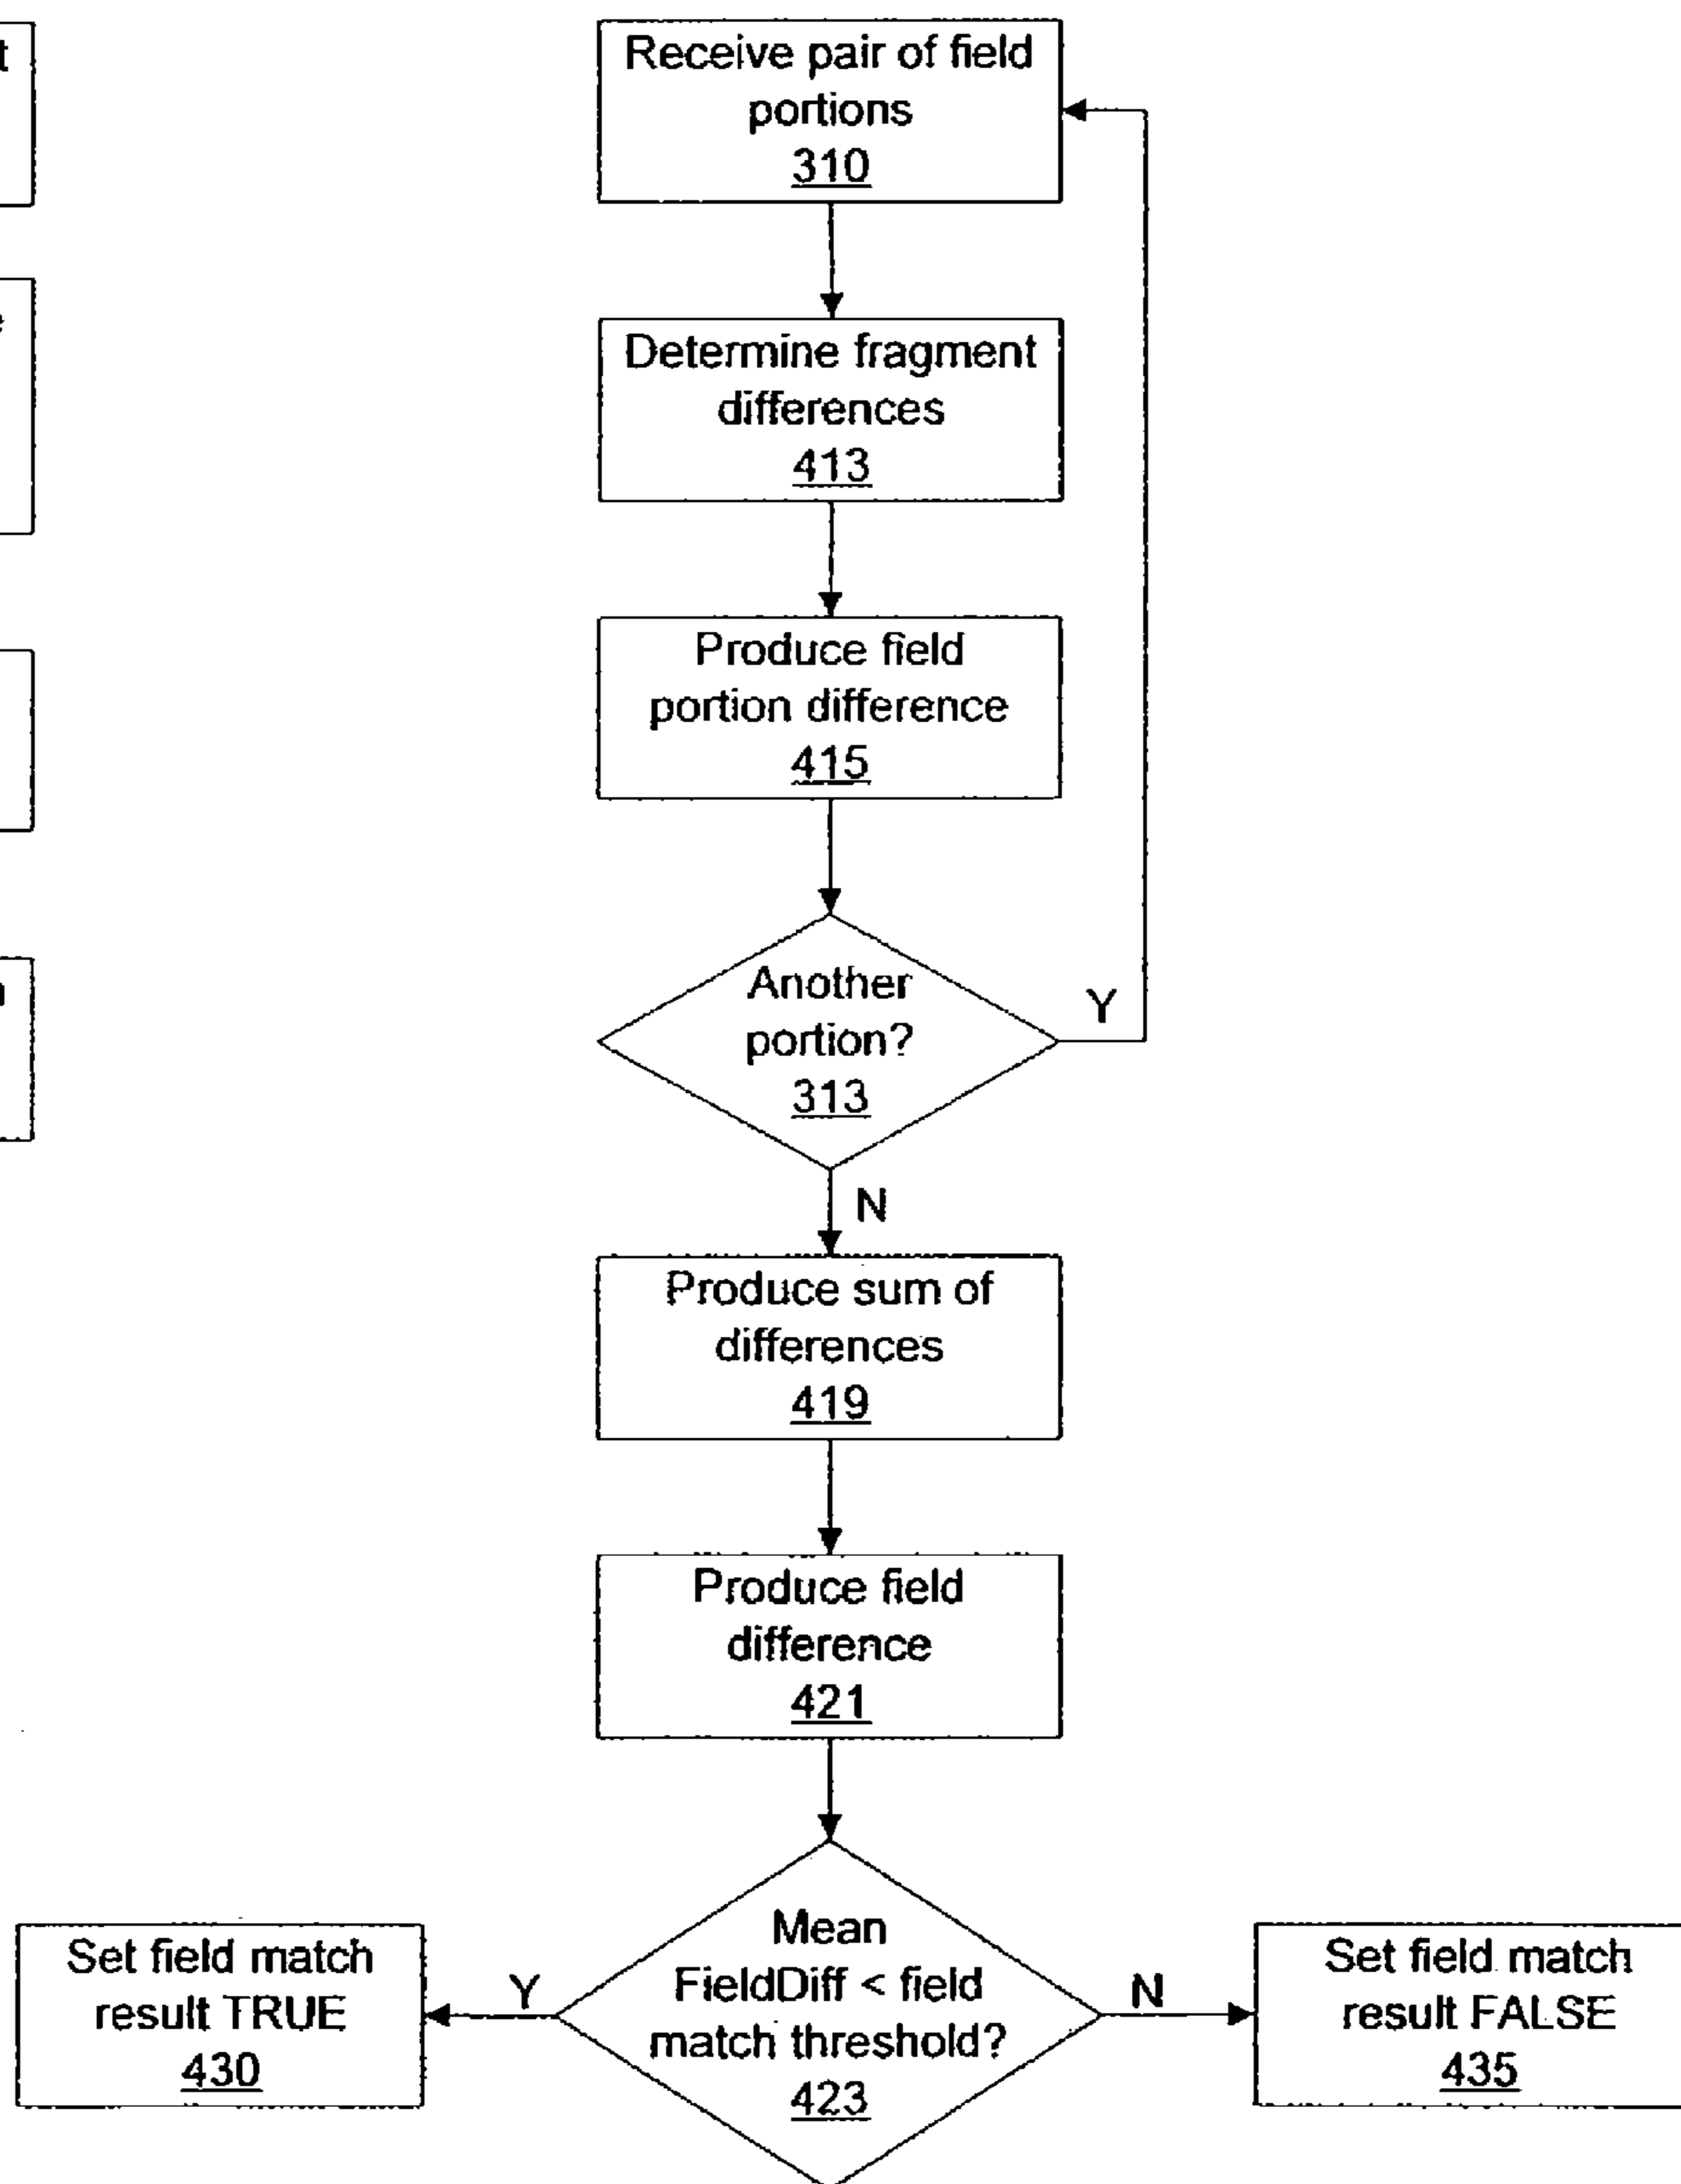 t
Receive pair of field
portions
310
Determine fragment
differences
413
Produce field
portion difference
415
Another
portion?
313
Y
N
Produce sum of
differences
419
Produce field
difference
421
Mean
FieldDiff < field
match threshold?
423
Y
N
Set field match
result TRUE
430
Set field match
result FALSE
435